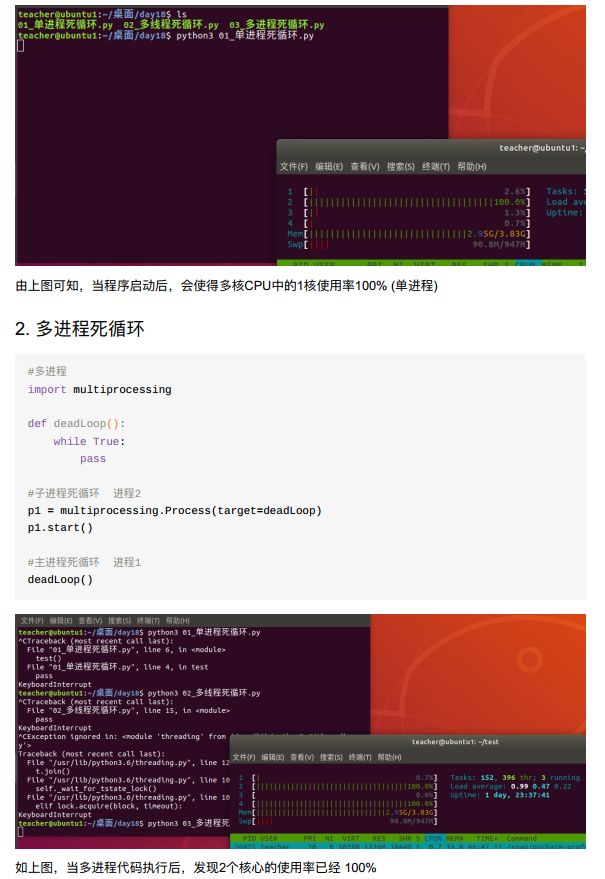 teacher@ubuntu1:~/桌面/day18$ ls
01_单进程死循环.py 02_多线程死循环.py 03_多进程死循环.py
teacher@ubuntu1:~/桌面/day18$ python3 01_单进程死循环.py
teacher@ubuntu1: ~/
文件(F) 编辑(E) 查看(V) 搜索(S) 终端(T) 帮助(H)
1 [|| 2.6%] Tasks:
2 [||||||||||||||||||||||||||||||||||||100.0%] Load ave
3 [|| 1.3%] Uptime:
4 [| 0.7%]
Mem[||||||||||||||||||||||||||||||2.95G/3.83G]
Swp[|||| 90.8M/947M]
PID USER PRI NI VIRT RES SHR S CPU% MEM%
由上图可知，当程序启动后，会使得多核CPU中的1核使用率100% (单进程)
2. 多进程死循环
#多进程
import multiprocessing
def deadLoop():
while True:
pass
#子进程死循环 进程2
p1 = multiprocessing.Process(target=deadLoop)
p1.start()
#主进程死循环 进程1
deadLoop()
文件(F) 编辑(E) 查看(V) 搜索(S) 终端(T) 帮助(H)
teacher@ubuntu1:~/桌面/day18$ python3 01_单进程死循环.py
^CTraceback (most recent call last):
File "01_单进程死循环.py", line 6, in <module>
test()
File "01_单进程死循环.py", line 4, in test
pass
KeyboardInterrupt
teacher@ubuntu1:~/桌面/day18$ python3 02_多线程死循环.py
^CTraceback (most recent call last):
File "02_多线程死循环.py", line 15, in <module>
pass
KeyboardInterrupt
^CException ignored in: <module 'threading' from
y'>
Traceback (most recent call last):
File "/usr/lib/python3.6/threading.py", line 12
t.join()
File "/usr/lib/python3.6/threading.py", line 10
self._wait_for_tstate_lock()
File "/usr/lib/python3.6/threading.py", line 10
elif lock.acquire(block, timeout):
KeyboardInterrupt
teacher@ubuntu1:~/桌面/day18$ python3 03_多进
teacher@ubuntu1: ~/test
文件(F) 编辑(E) 查看(V) 搜索(S) 终端(T) 帮助(H)
1 [| 0.7%] Tasks: 152, 396 thr; 3 running
2 [||||||||||||||||||||||||||||||||||||100.0%] Load average: 0.99 0.47 0.22
3 [ 0.0%] Uptime: 1 day, 23:37:41
4 [||||||||||||||||||||||||||||||||||||100.0%]
Mem[||||||||||||||||||||||||||||||2.95G/3.83G]
Swp[|||| 90.8M/947M]
PID USER PRI NI VIRT RES SHR S CPU% MEM% TIME+ Command
如上图，当多进程代码执行后，发现2个核心的使用率已经 100%